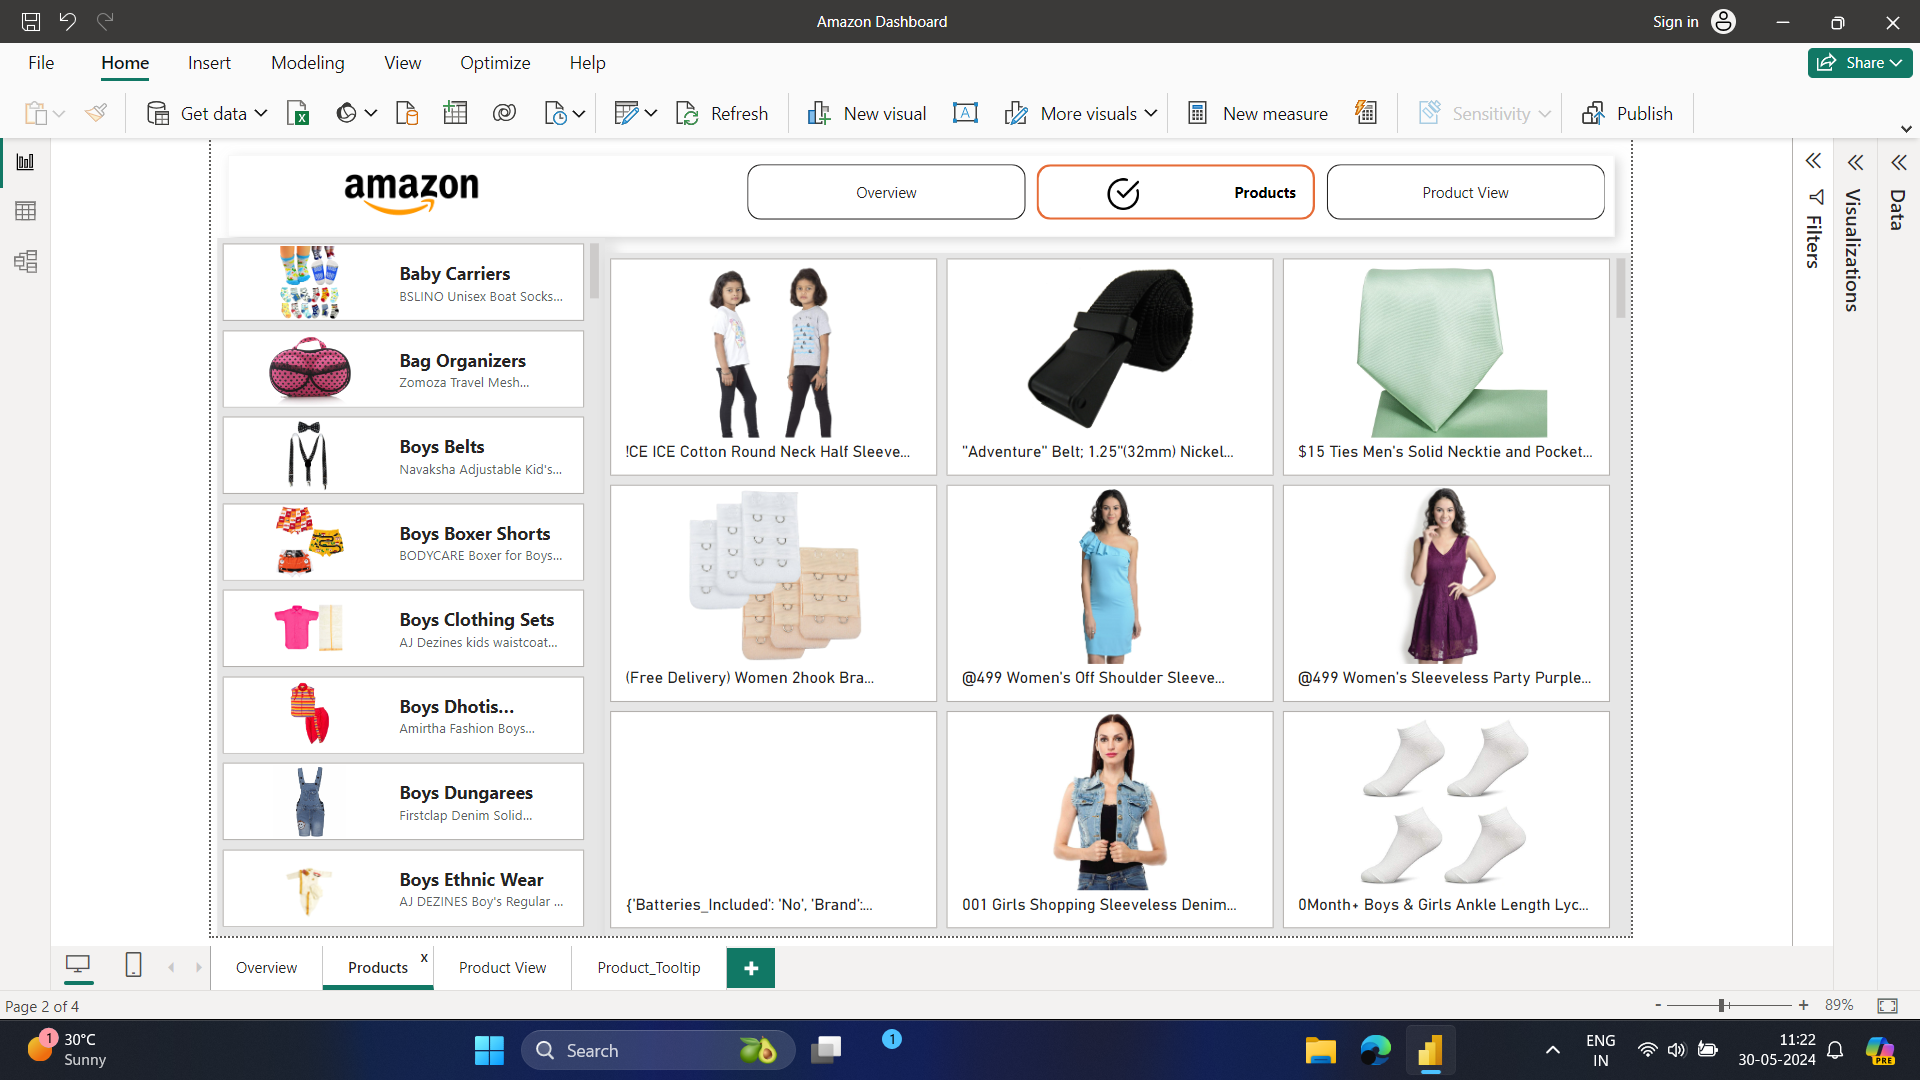 Amazon Dashboard
Sign in
File
Home
Insert
Modeling
View
Optimize
Help
Share
Get data
Refresh
New visual
More visuals
New measure
Sensitivity
Publish
amazon
Overview
Products
Product View
Filters
Visualizations
Data
Baby Carriers
BSLINO Unisex Boat Socks...
Bag Organizers
Zomoza Travel Mesh...
Boys Belts
Navaksha Adjustable Kid's...
Boys Boxer Shorts
BODYCARE Boxer for Boys...
Boys Clothing Sets
AJ Dezines kids waistcoat...
Boys Dhotis...
Amirtha Fashion Boys...
Boys Dungarees
Firstclap Denim Solid...
Boys Ethnic Wear
AJ DEZINES Boy's Regular ...
!CE ICE Cotton Round Neck Half Sleeve...
"Adventure" Belt; 1.25"(32mm) Nickel...
$15 Ties Men's Solid Necktie and Pocket...
(Free Delivery) Women 2hook Bra...
@499 Women's Off Shoulder Sleeve...
@499 Women's Sleeveless Party Purple...
{'Batteries_Included': 'No', 'Brand':...
001 Girls Shopping Sleeveless Denim...
0Month+ Boys & Girls Ankle Length Lyc...
Overview
Products
x
Product View
Product_Tooltip
+
Page 2 of 4
- + 89%
1
30°C
Sunny
Search
1
ENG
IN
11:22
30-05-2024
PRE